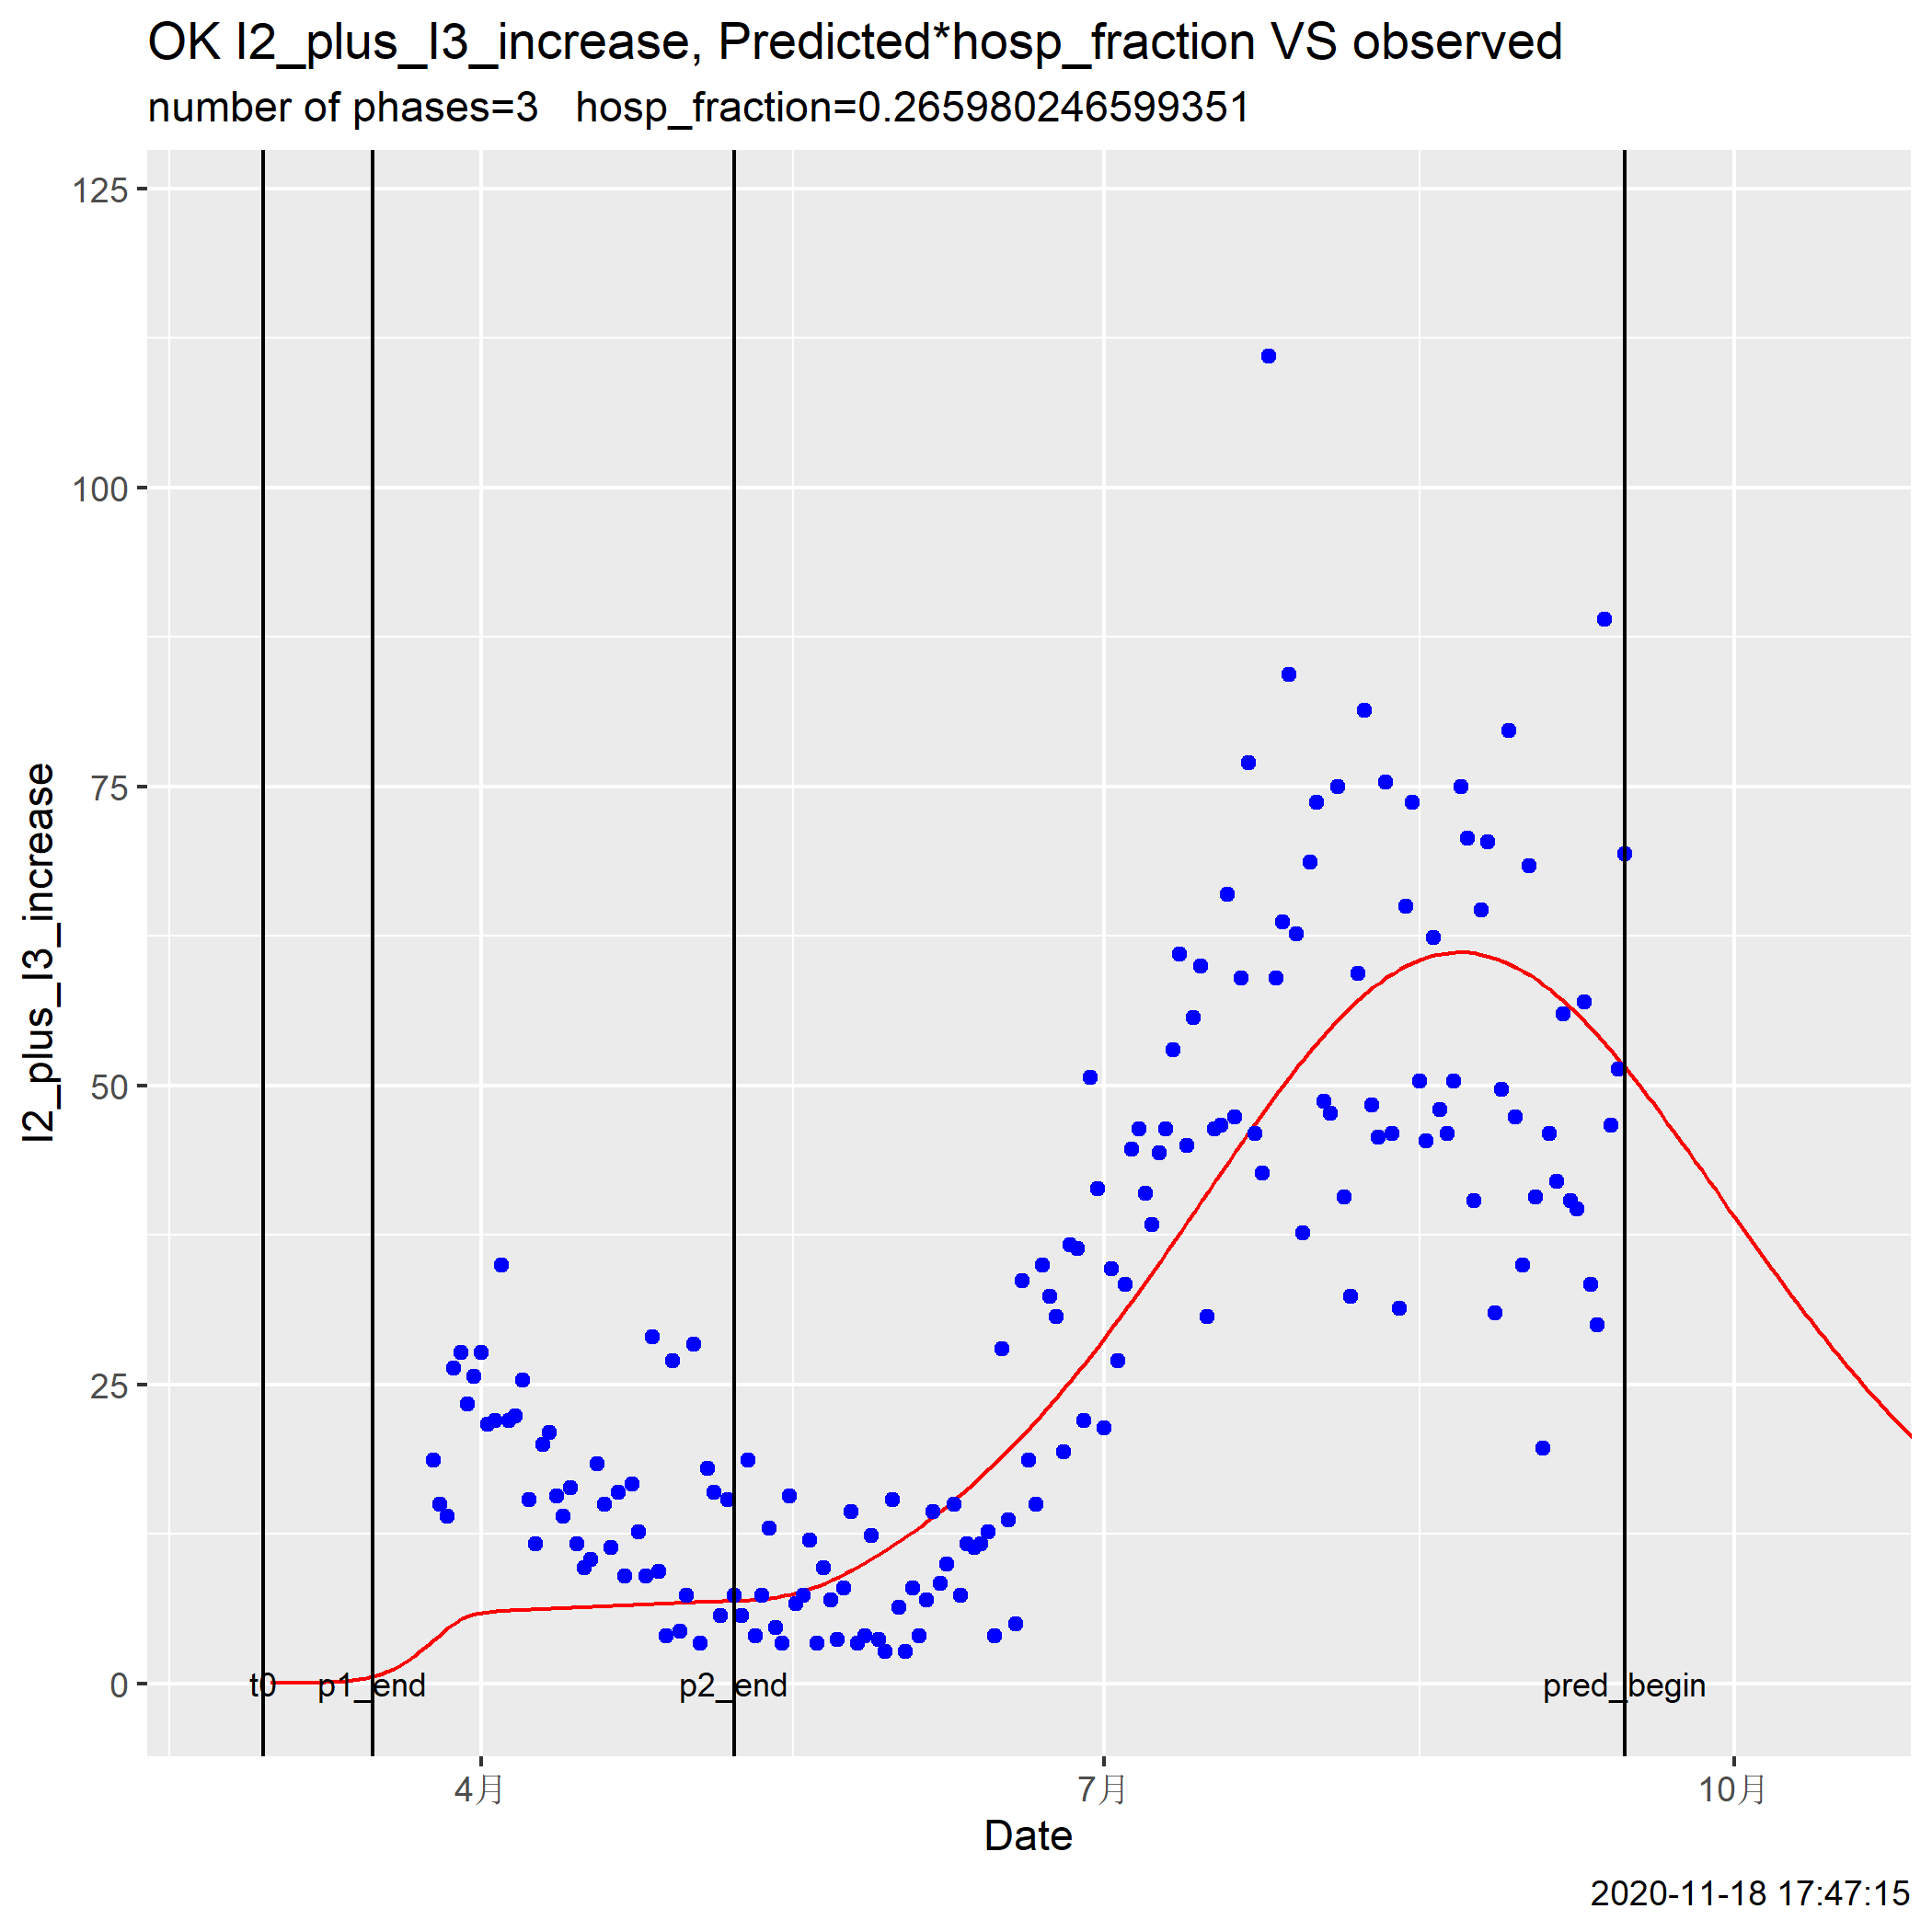 OK I2_plus_I3_increase, Predicted*hosp_fraction VS observed
number of phases=3   hosp_fraction=0.265980246599351
I2_plus_I3_increase
125
100
75
50
25
0
t0 p1_end p2_end pred_begin
4月 7月 10月
Date
2020-11-18 17:47:15